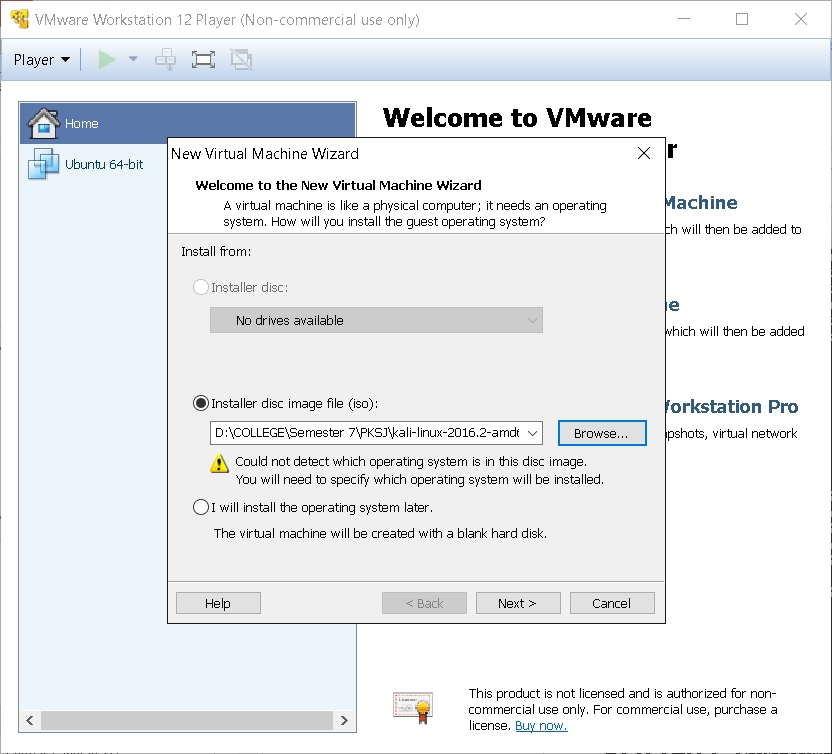 VMware Workstation 12 Player (Non-commercial use only)
Player
Home
Ubuntu 64-bit
Welcome to VMware
r
Machine
ch will then be added to
ne
which will then be added
Workstation Pro
pshots, virtual network
New Virtual Machine Wizard
Welcome to the New Virtual Machine Wizard
A virtual machine is like a physical computer; it needs an operating
system. How will you install the guest operating system?
Install from:
Installer disc:
No drives available
Installer disc image file (iso):
D:\COLLEGE\Semester 7\PKSJ\kali-linux-2016.2-amd6
Browse...
Could not detect which operating system is in this disc image.
You will need to specify which operating system will be installed.
I will install the operating system later.
The virtual machine will be created with a blank hard disk.
Help
< Back
Next >
Cancel
This product is not licensed and is authorized for non-
commercial use only. For commercial use, purchase a
license. Buy now.